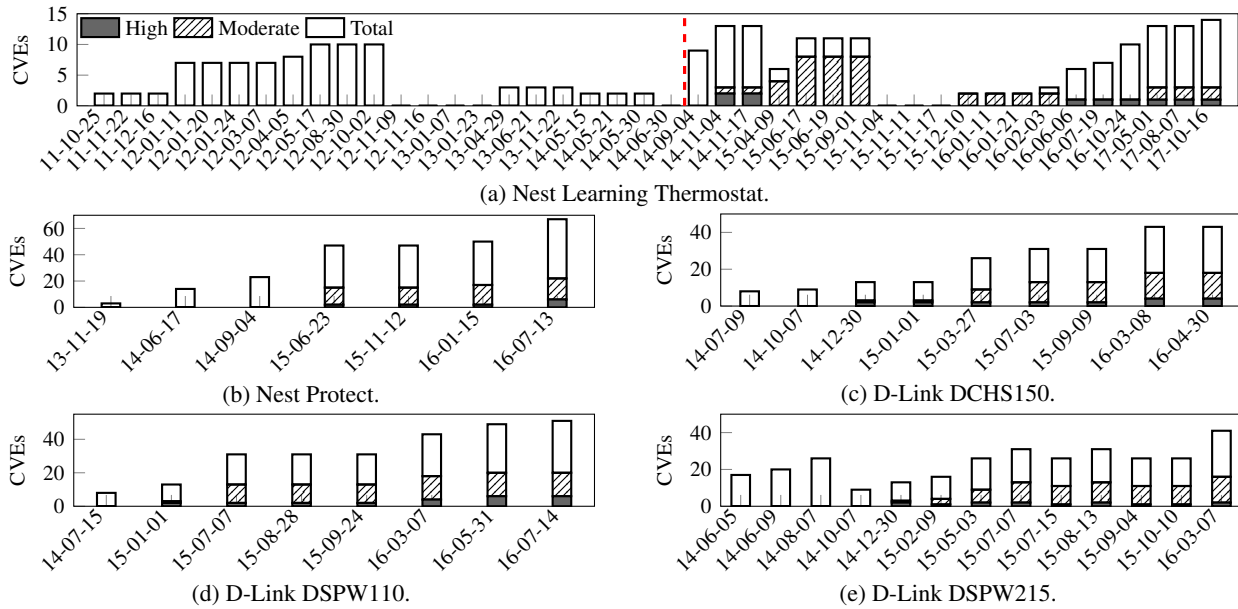 High Moderate Total
CVEs
15
10
5
0
11-10-25 11-11-22 11-12-16 12-01-11 12-01-20 12-01-24 12-03-07 12-04-05 12-05-17 12-08-30 12-10-02 12-11-09 12-11-16 13-01-07 13-01-23 13-04-29 13-06-21 13-11-22 14-05-15 14-05-21 14-05-30 14-06-30 14-09-04 14-11-04 14-11-17 15-04-09 15-06-17 15-06-19 15-09-01 15-11-04 15-11-11 15-11-17 15-12-10 16-01-11 16-01-21 16-02-03 16-06-06 16-07-19 16-10-24 17-05-01 17-08-07 17-10-16
(a) Nest Learning Thermostat.
CVEs
60
40
20
0
13-11-19 14-06-17 14-09-04 15-06-23 15-11-12 16-01-15 16-07-13
(b) Nest Protect.
CVEs
40
20
0
14-07-09 14-10-07 14-12-30 15-01-01 15-03-27 15-07-03 15-09-09 16-03-08 16-04-30
(c) D-Link DCHS150.
CVEs
40
20
0
14-07-15 15-01-01 15-07-07 15-08-28 15-09-24 16-03-07 16-05-31 16-07-14
(d) D-Link DSPW110.
CVEs
40
20
0
14-06-05 14-06-09 14-08-07 14-10-07 14-12-30 15-02-09 15-05-03 15-07-07 15-07-15 15-08-13 15-09-04 15-10-10 16-03-07
(e) D-Link DSPW215.